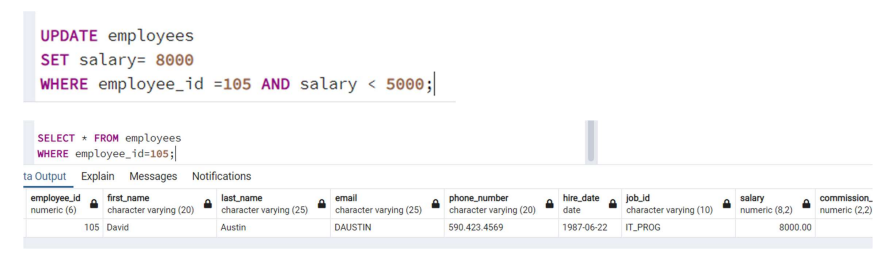 UPDATE employees
SET salary= 8000
WHERE employee_id =105 AND salary < 5000;
SELECT * FROM employees
WHERE employee_id=105;
ta Output Explain Messages Notifications
employee_id first_name last_name email phone_number hire_date job_id salary commission_
numeric (6) character varying (20) character varying (25) character varying (25) character varying (20) date character varying (10) numeric (8,2) numeric (2,2)
105 David Austin DAUSTIN 590.423.4569 1987-06-22 IT_PROG 8000.00